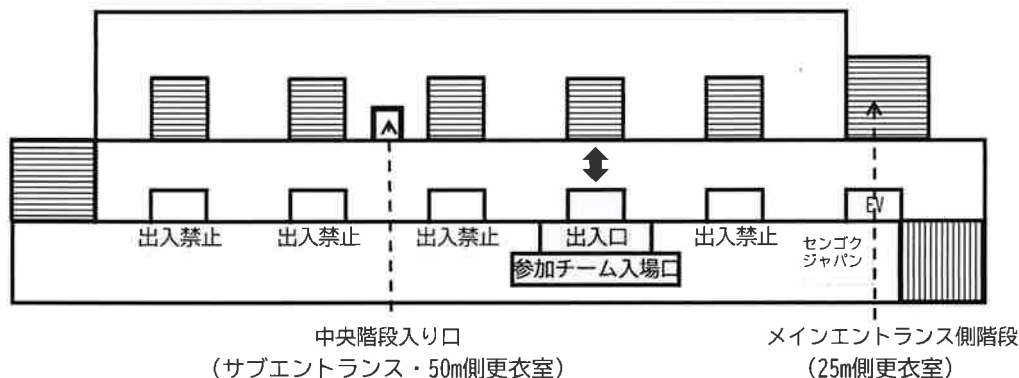 EV
出入禁止
出入禁止
出入禁止
出入口
出入禁止
センゴク
ジャパン
参加チーム入場口
中央階段入り口
(サブエントランス・50m側更衣室)
メインエントランス側階段
(25m側更衣室)